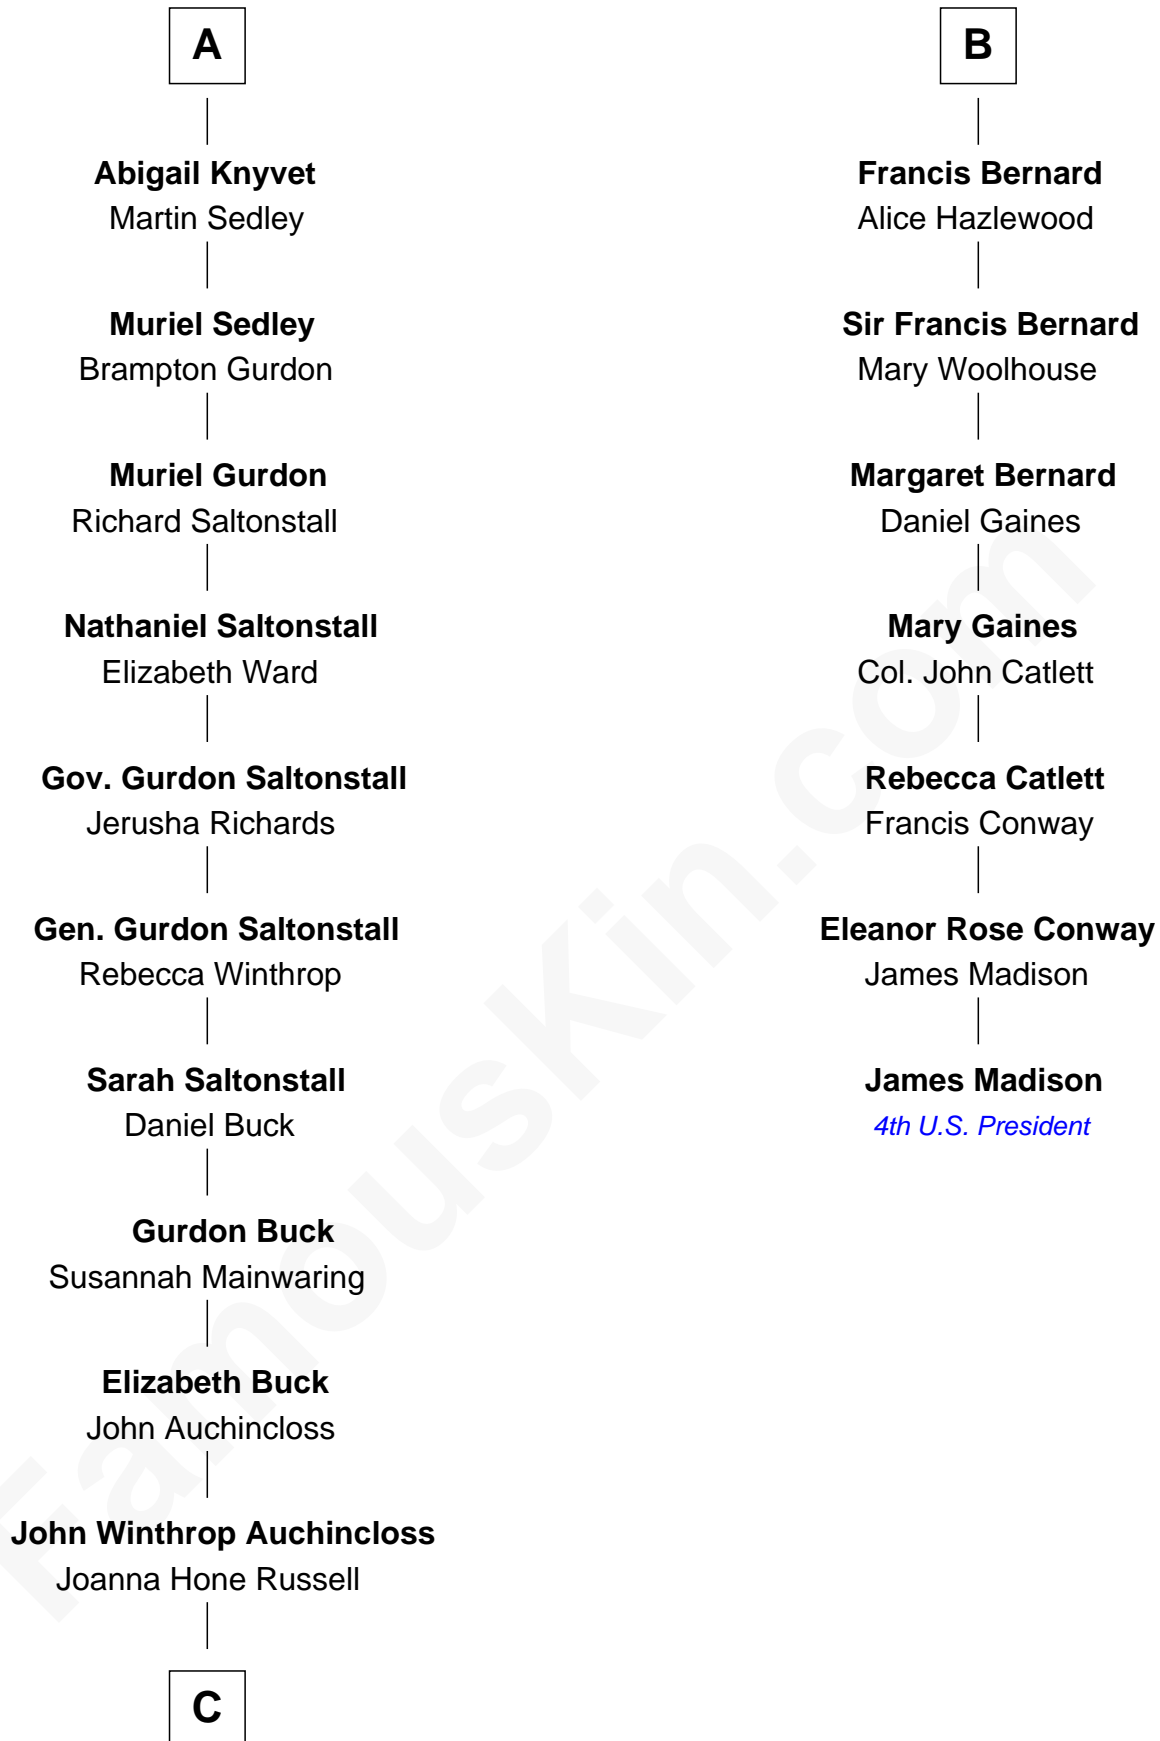 A
Abigail Knyvet
Martin Sedley
Muriel Sedley
Brampton Gurdon
Muriel Gurdon
Richard Saltonstall
Nathaniel Saltonstall
Elizabeth Ward
Gov. Gurdon Saltonstall
Jerusha Richards
Gen. Gurdon Saltonstall
Rebecca Winthrop
Sarah Saltonstall
Daniel Buck
Gurdon Buck
Susannah Mainwaring
Elizabeth Buck
John Auchincloss
John Winthrop Auchincloss
Joanna Hone Russell
C
B
Francis Bernard
Alice Hazlewood
Sir Francis Bernard
Mary Woolhouse
Margaret Bernard
Daniel Gaines
Mary Gaines
Col. John Catlett
Rebecca Catlett
Francis Conway
Eleanor Rose Conway
James Madison
James Madison
4th U.S. President
FamousKin.com